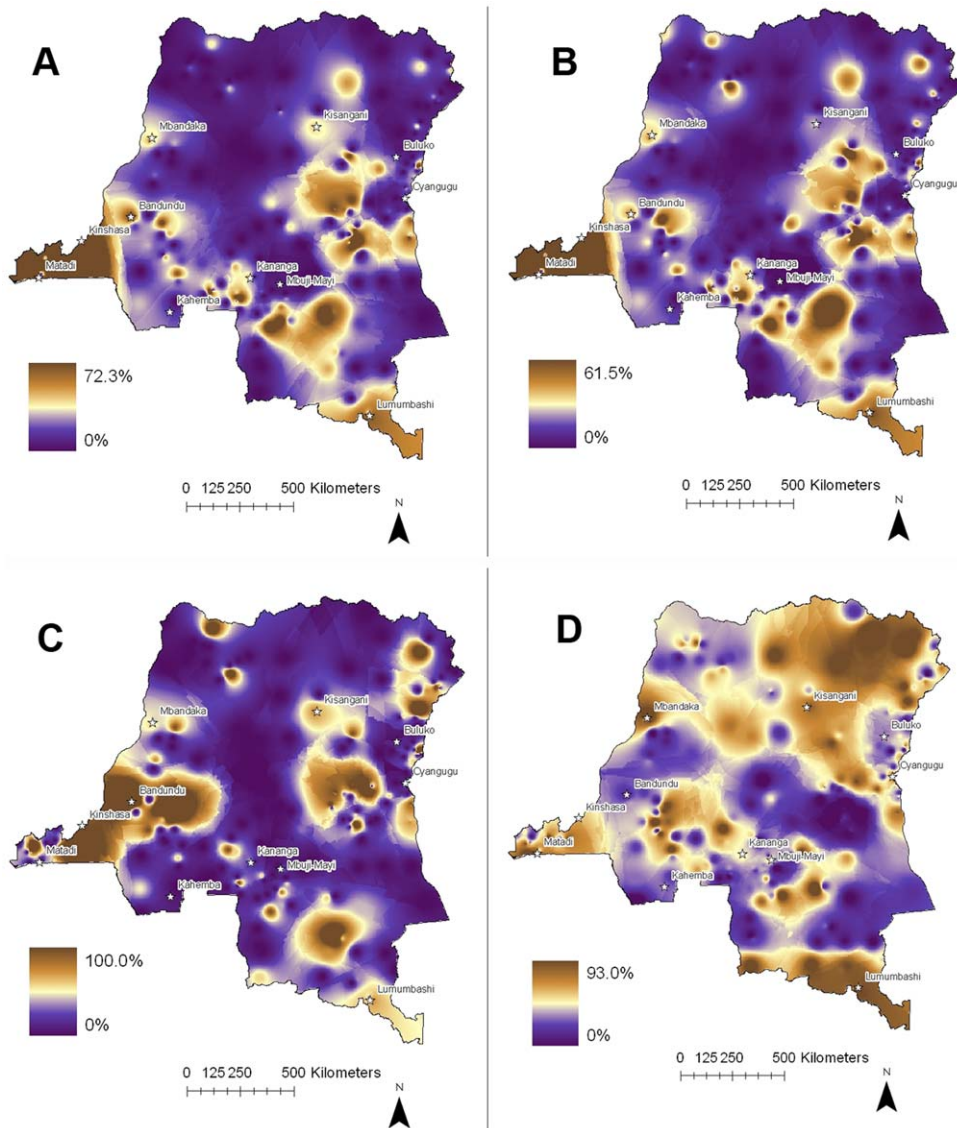 A
Kisangani
Mbandaka
Buluko
Cyangugu
Bandundu
Kinshasa
Matadi
Kananga
Mbuji-Mayi
Kahemba
72.3%
0%
Lumumbashi
0 125 250 500 Kilometers
N
B
Kisangani
Mbandaka
Buluko
Cyangugu
Bandundu
Kinshasa
Matadi
Kananga
Mbuji-Mayi
Kahemba
61.5%
0%
Lumumbashi
0 125 250 500 Kilometers
N
C
Kisangani
Mbandaka
Buluko
Cyangugu
Bandundu
Kinshasa
Matadi
Kananga
Mbuji-Mayi
Kahemba
100.0%
0%
Lumumbashi
0 125 250 500 Kilometers
N
D
Kisangani
Mbandaka
Buluko
Cyangugu
Bandundu
Kinshasa
Matadi
Kananga
Mbuji-Mayi
Kahemba
93.0%
0%
Lumumbashi
0 125 250 500 Kilometers
N